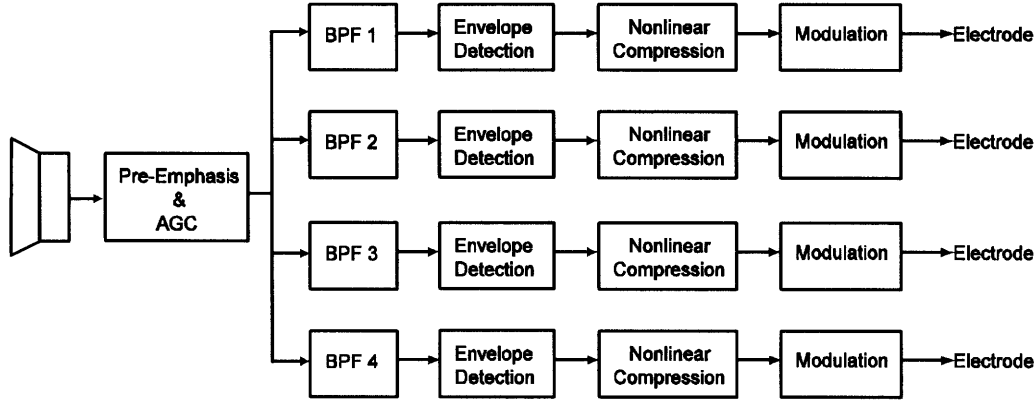 BPF 1
Envelope
Detection
Nonlinear
Compression
Modulation
Electrode
BPF 2
Envelope
Detection
Nonlinear
Compression
Modulation
Electrode
Pre-Emphasis
&
AGC
BPF 3
Envelope
Detection
Nonlinear
Compression
Modulation
Electrode
BPF 4
Envelope
Detection
Nonlinear
Compression
Modulation
Electrode